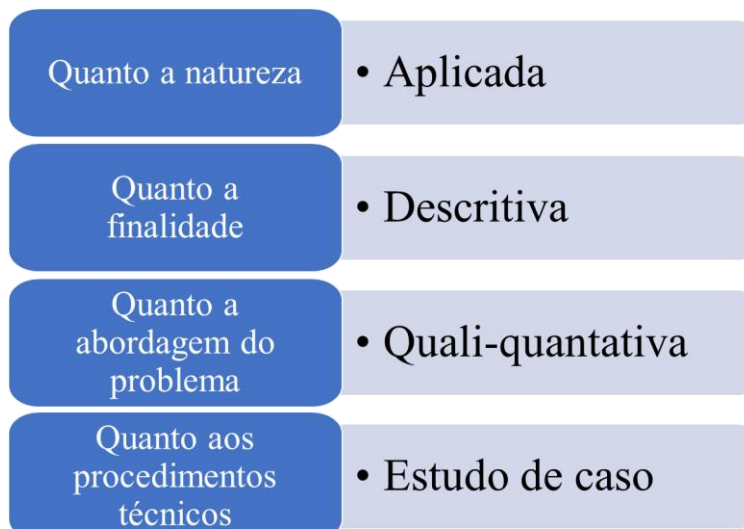 Quanto a natureza
• Aplicada
Quanto a
finalidade
• Descritiva
Quanto a
abordagem do
problema
• Quali-quantativa
Quanto aos
procedimentos
técnicos
• Estudo de caso